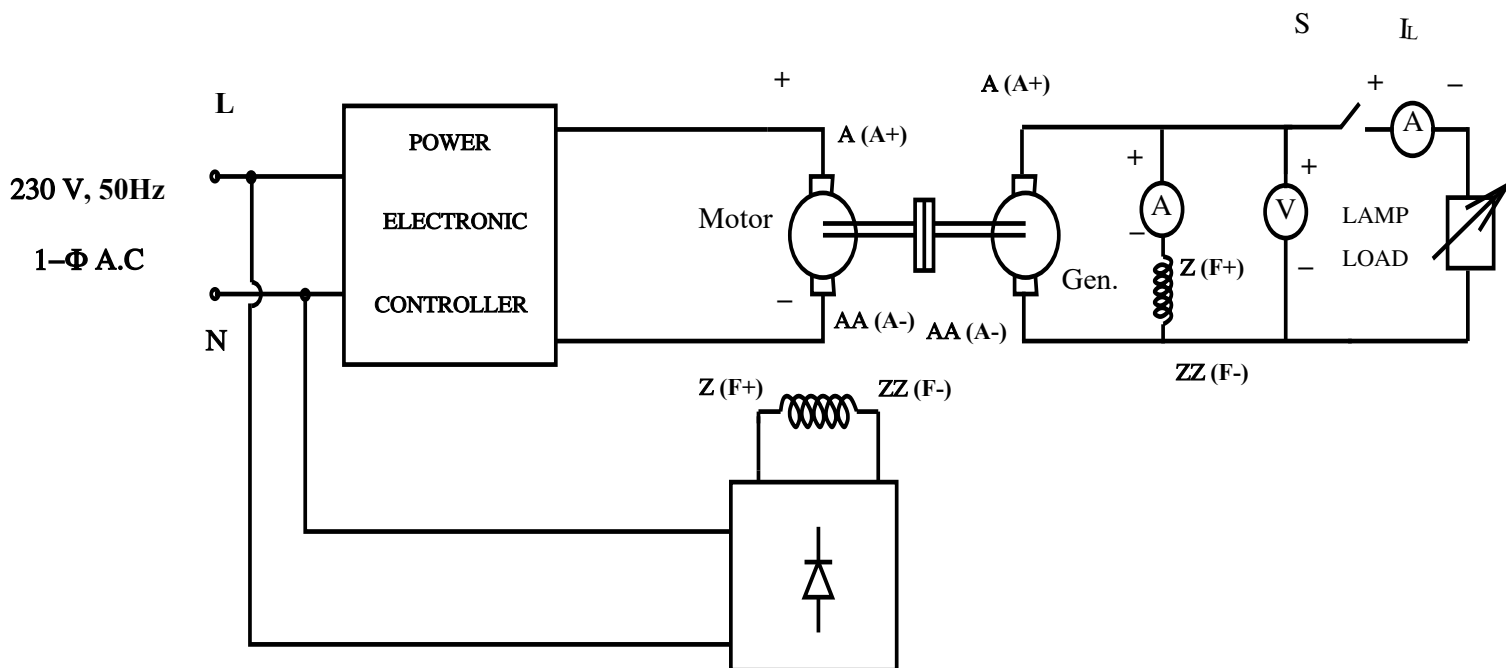 S
IL
+
A (A+)
+
−
L
A
POWER
A (A+)
230 V, 50Hz
+
+
Motor
A
V
LAMP
ELECTRONIC
−
1−Φ A.C
Z (F+)
−
LOAD
Gen.
CONTROLLER
−
N
AA (A-)
AA (A-)
Z (F+)
ZZ (F-)
ZZ (F-)